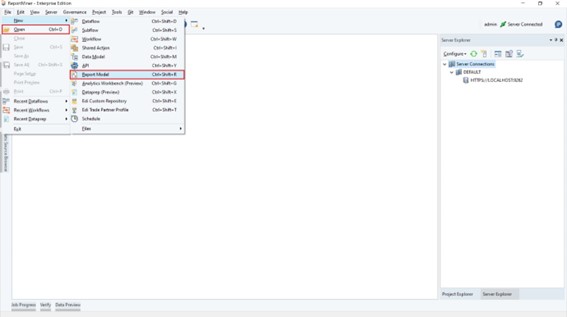 ReportMiner - Enterprise Edition
File Edit View Server Governance Project Tools Git Window Social Help
admin Server Connected
New
Open Ctrl+O
Close
Save Ctrl+S
Save As
Save All Ctrl+Shift+S
Page Setup
Print Preview
Print Ctrl+P
Recent Dataflows
Recent Workflows
Recent Dataprep
Exit
Dataflow Ctrl+Shift+D
Subflow Ctrl+Shift+S
Workflow Ctrl+Shift+W
Shared Action Ctrl+Shift+C
Data Model Ctrl+Shift+M
API Ctrl+Shift+Y
Report Model Ctrl+Shift+R
Analytics Workbench (Preview) Ctrl+Shift+Q
Dataprep (Preview) Ctrl+Shift+X
Edi Custom Repository Ctrl+Shift+E
Edi Trade Partner Profile Ctrl+Shift+T
Schedule
Files
Data Source Browser
Server Explorer
Configure
Server Connections
DEFAULT
Project Explorer Server Explorer
Job Progress Verify Data Preview